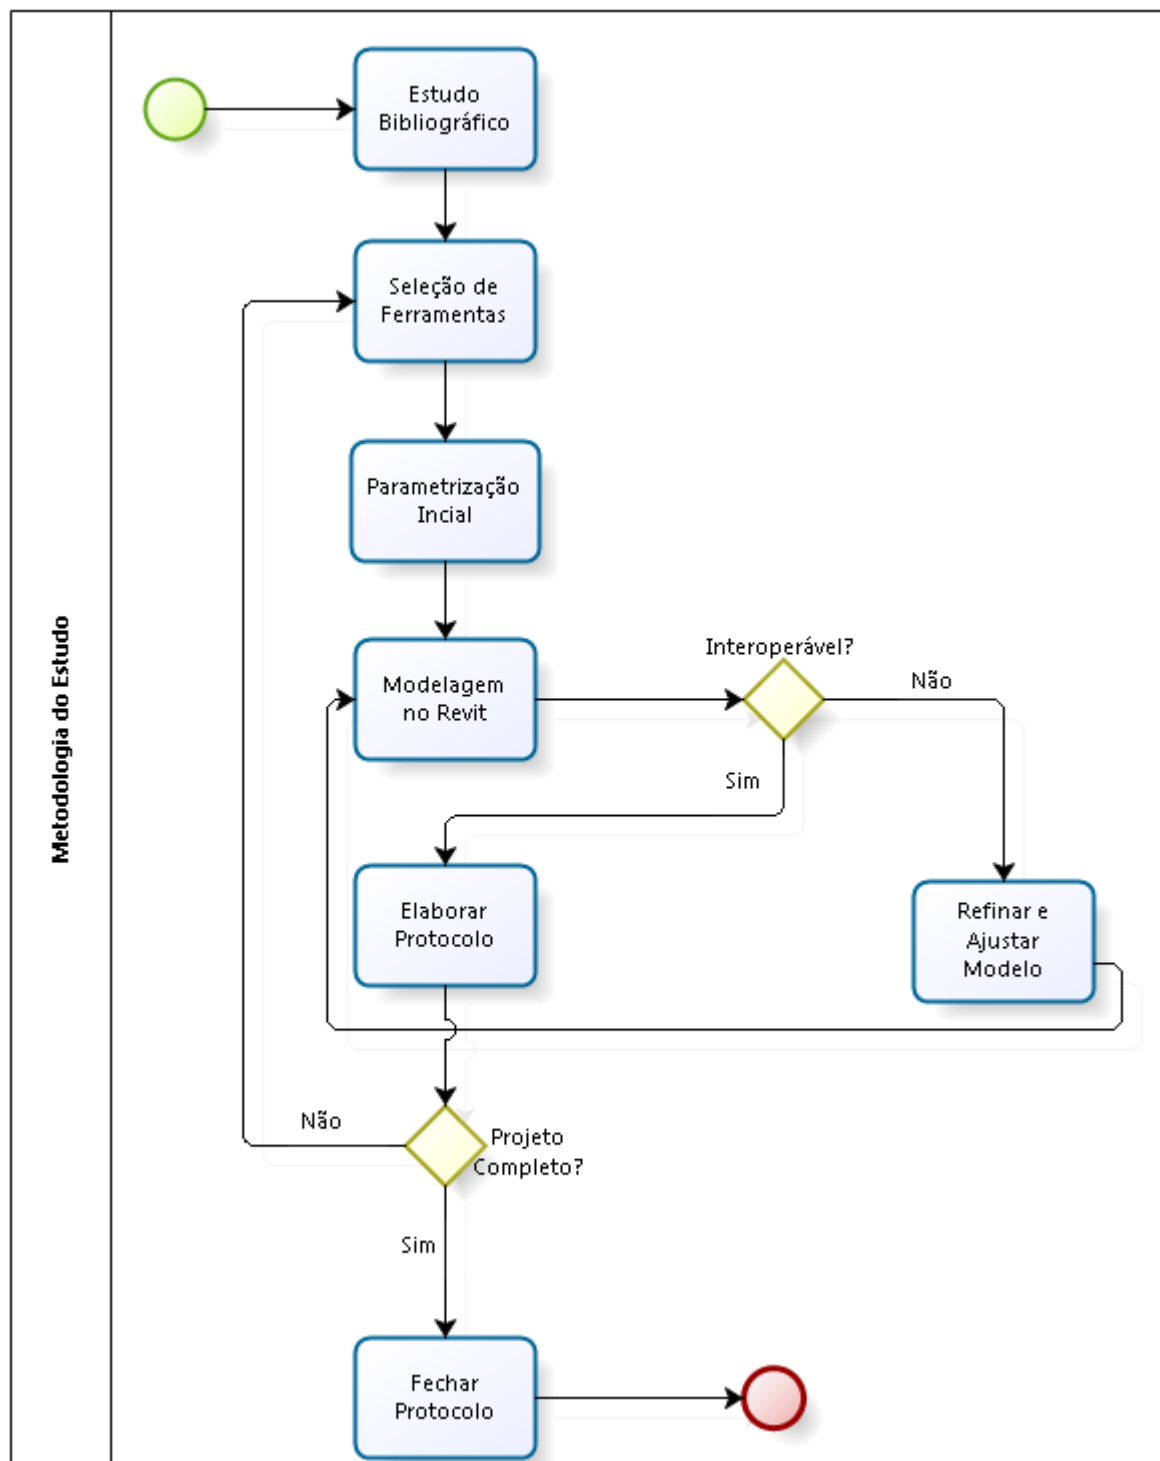 Metodologia do Estudo
Estudo
Bibliográfico
Seleção de
Ferramentas
Parametrização
Incial
Modelagem
no Revit
Interoperável?
Não
Sim
Elaborar
Protocolo
Refinar e
Ajustar
Modelo
Não
Projeto
Completo?
Sim
Fechar
Protocolo